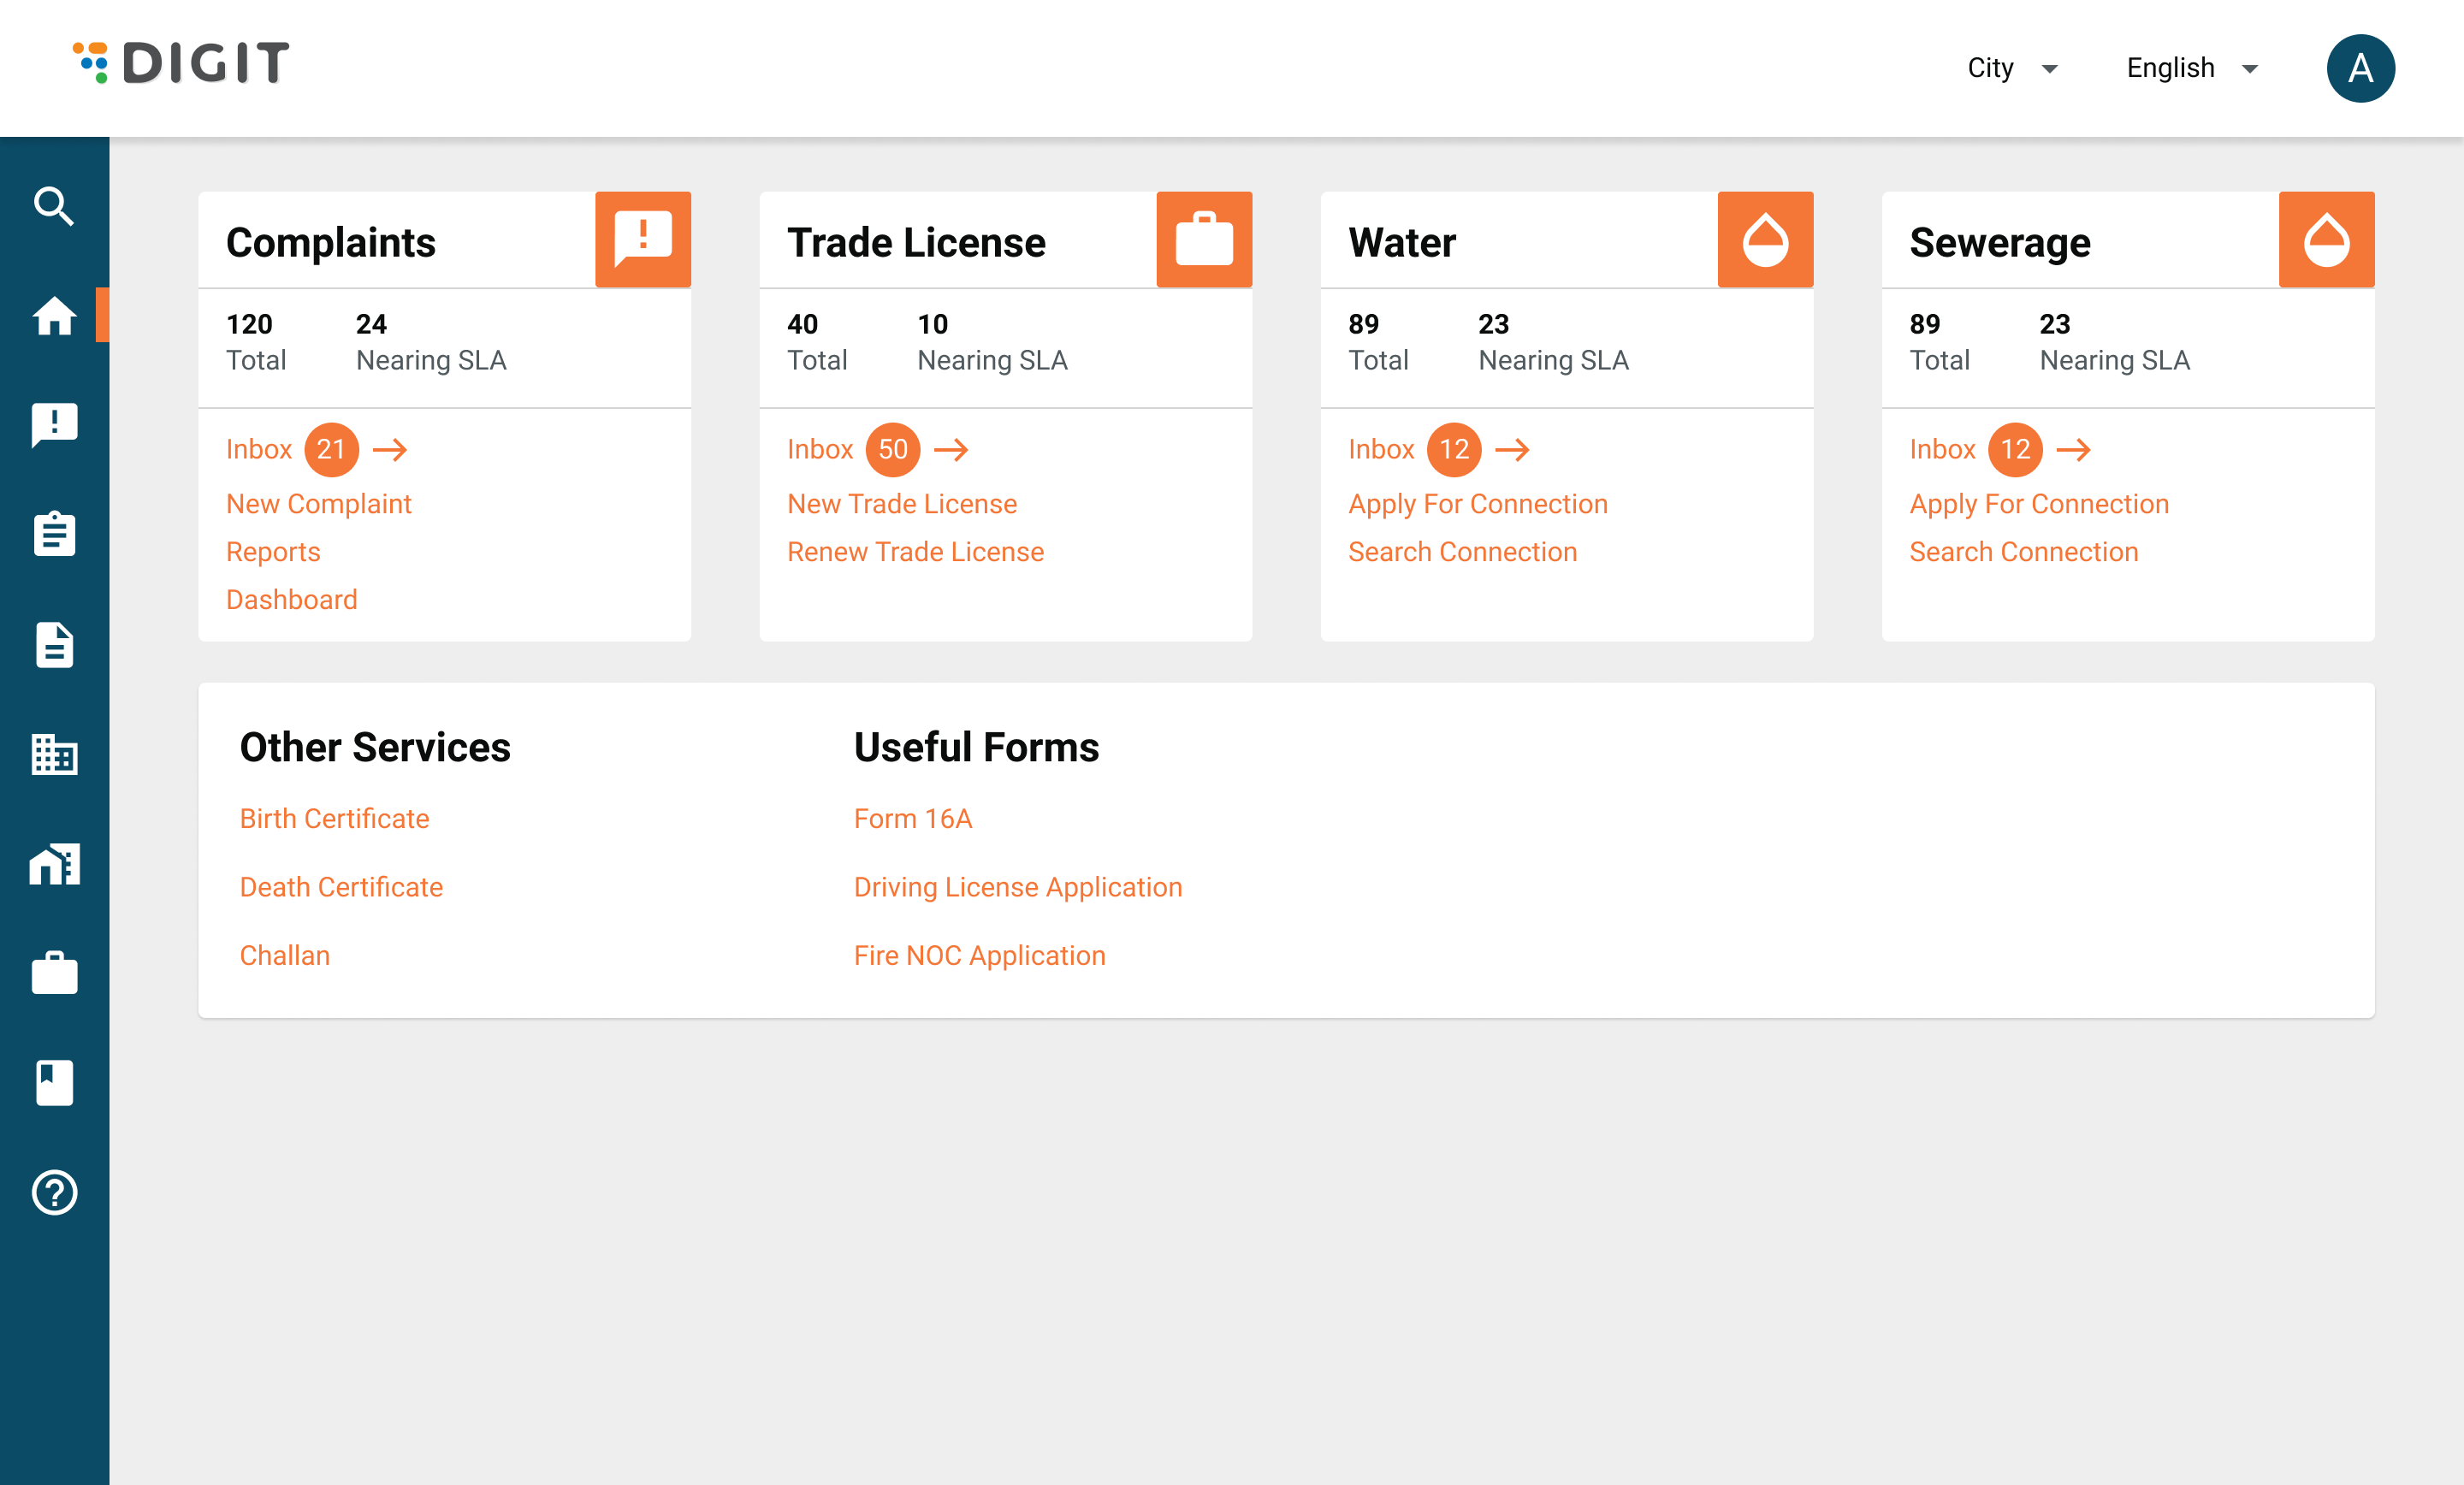 DIGIT
City
English
A
Complaints
120
Total
24
Nearing SLA
Inbox 21
New Complaint
Reports
Dashboard
Trade License
40
Total
10
Nearing SLA
Inbox 50
New Trade License
Renew Trade License
Water
89
Total
23
Nearing SLA
Inbox 12
Apply For Connection
Search Connection
Sewerage
89
Total
23
Nearing SLA
Inbox 12
Apply For Connection
Search Connection
Other Services
Birth Certificate
Death Certificate
Challan
Useful Forms
Form 16A
Driving License Application
Fire NOC Application